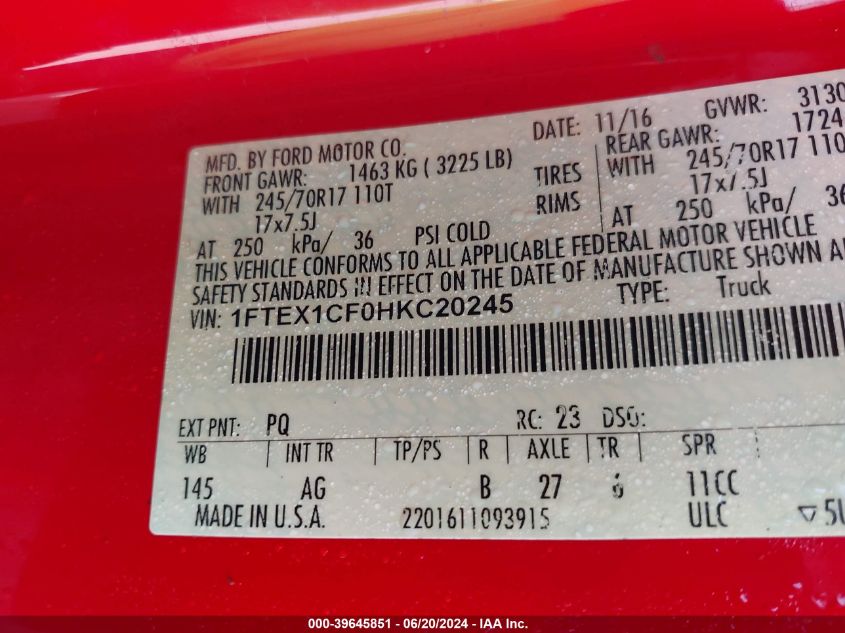 MFD. BY FORD MOTOR CO. DATE: 11/16 GVWR: 3130
FRONT GAWR: 1463 KG ( 3225 LB) REAR GAWR: 1724
WITH 245/70R17 110T TIRES WITH 245/70R17 110
17x7.5J RIMS 17x7.5J
AT 250 kPa/ 36 PSI COLD AT 250 kPa/ 36
THIS VEHICLE CONFORMS TO ALL APPLICABLE FEDERAL MOTOR VEHICLE
SAFETY STANDARDS IN EFFECT ON THE DATE OF MANUFACTURE SHOWN
VIN: 1FTEX1CF0HKC20245 TYPE: Truck
EXT PNT: PQ RC: 23 DSO:
WB INT TR TP/PS R AXLE TR SPR
145 AG B 27 6 11CC
MADE IN U.S.A. 2201611093915 ULC ▽5U
000-39645851 - 06/20/2024 - IAA Inc.